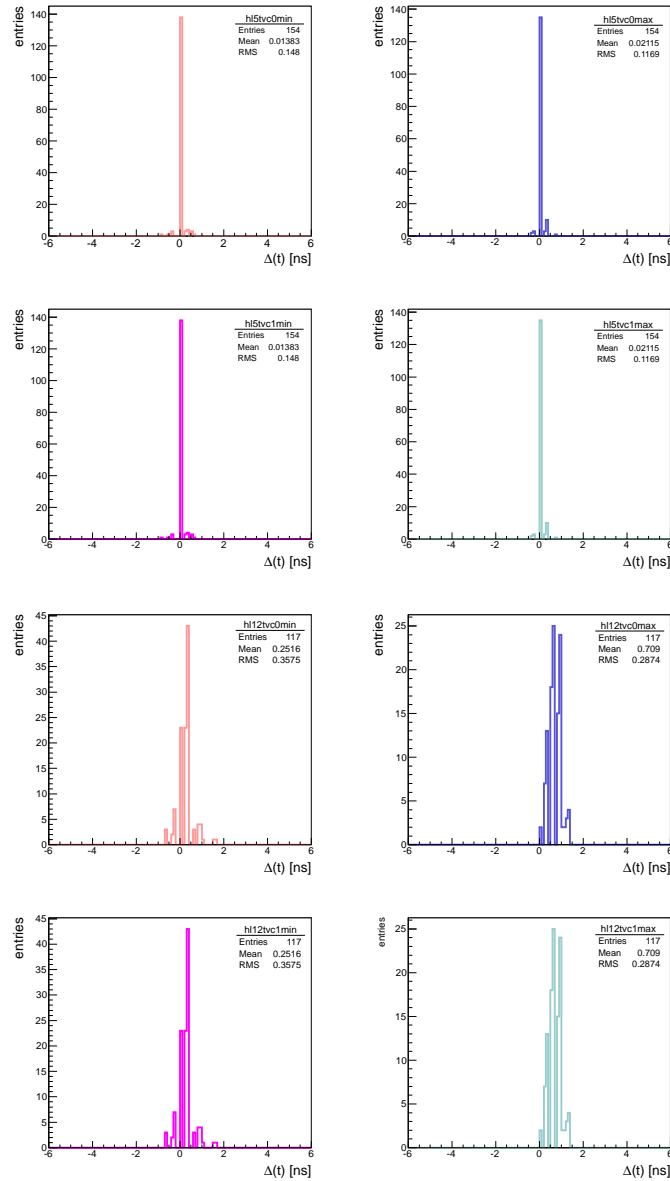 hl5tvc0min
Entries 154
Mean 0.01383
RMS 0.148
entries
140
120
100
80
60
40
20
0
-6 -4 -2 0 2 4 6
Δ(t) [ns]
hl5tvc0max
Entries 154
Mean 0.02115
RMS 0.1169
entries
140
120
100
80
60
40
20
0
-6 -4 -2 0 2 4 6
Δ(t) [ns]
hl5tvc1min
Entries 154
Mean 0.01383
RMS 0.148
entries
140
120
100
80
60
40
20
0
-6 -4 -2 0 2 4 6
Δ(t) [ns]
hl5tvc1max
Entries 154
Mean 0.02115
RMS 0.1169
entries
140
120
100
80
60
40
20
0
-6 -4 -2 0 2 4 6
Δ(t) [ns]
hl12tvc0min
Entries 117
Mean 0.2516
RMS 0.3575
entries
45
40
35
30
25
20
15
10
5
0
-6 -4 -2 0 2 4 6
Δ(t) [ns]
hl12tvc0max
Entries 117
Mean 0.709
RMS 0.2874
entries
25
20
15
10
5
0
-6 -4 -2 0 2 4 6
Δ(t) [ns]
hl12tvc1min
Entries 117
Mean 0.2516
RMS 0.3575
entries
45
40
35
30
25
20
15
10
5
0
-6 -4 -2 0 2 4 6
Δ(t) [ns]
hl12tvc1max
Entries 117
Mean 0.709
RMS 0.2874
entries
25
20
15
10
5
0
-6 -4 -2 0 2 4 6
Δ(t) [ns]